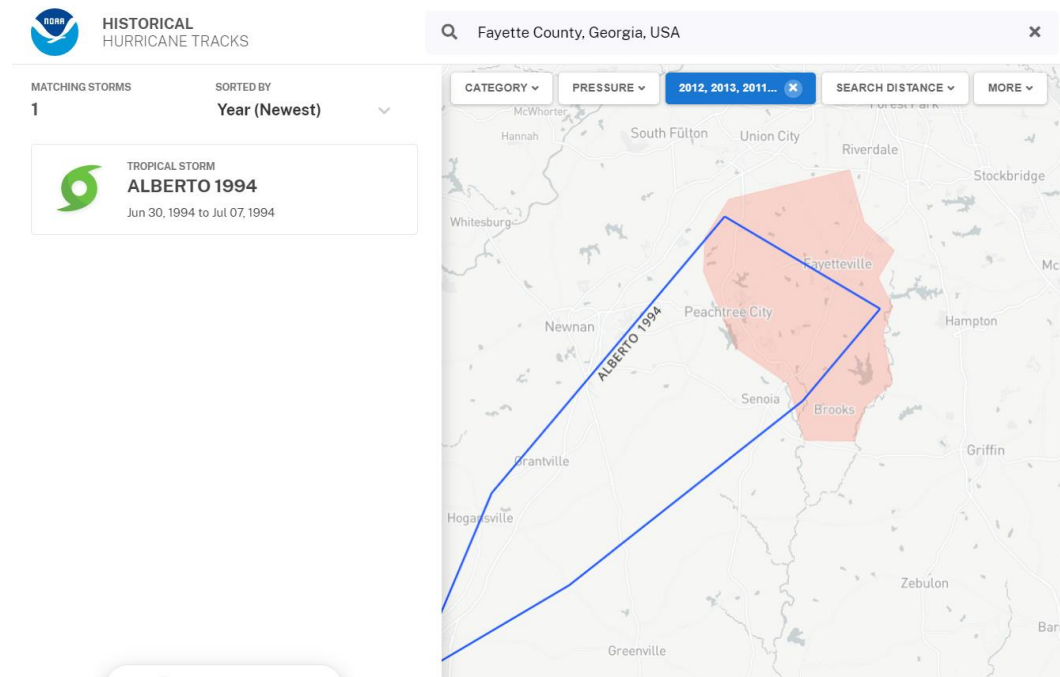 NOAA
HISTORICAL
HURRICANE TRACKS
Fayette County, Georgia, USA
MATCHING STORMS
1
SORTED BY
Year (Newest)
TROPICAL STORM
ALBERTO 1994
Jun 30, 1994 to Jul 07, 1994
CATEGORY
PRESSURE
2012, 2013, 2011...
SEARCH DISTANCE
MORE
McWhorter
Forest Park
Hannah
South Fulton
Union City
Riverdale
Stockbridge
Whitesburg
Fayetteville
Mc
Peachtree City
Newnan
Hampton
ALBERTO 1994
Senoia
Brooks
Griffin
Grantville
Hogansville
Zebulon
Bar
Greenville